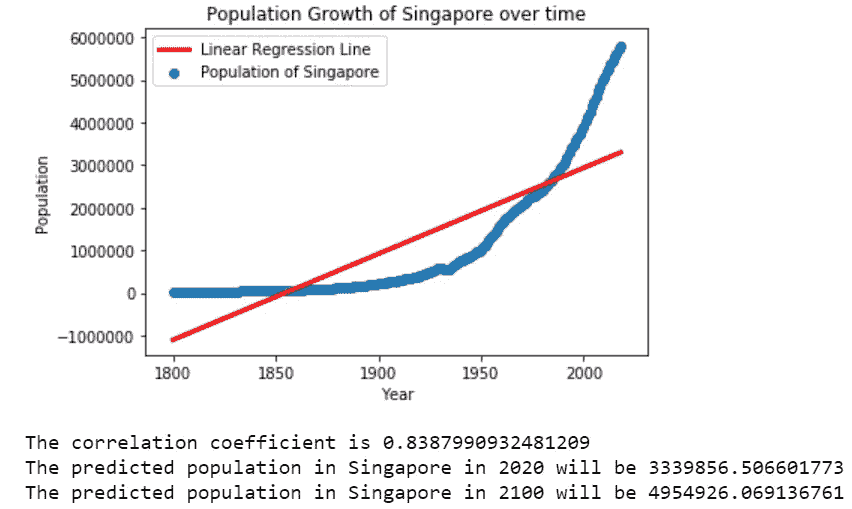 Population Growth of Singapore over time
6000000
5000000
4000000
3000000
2000000
1000000
0
−1000000
Population
Linear Regression Line
Population of Singapore
1800 1850 1900 1950 2000
Year
The correlation coefficient is 0.8387990932481209
The predicted population in Singapore in 2020 will be 3339856.506601773
The predicted population in Singapore in 2100 will be 4954926.069136761